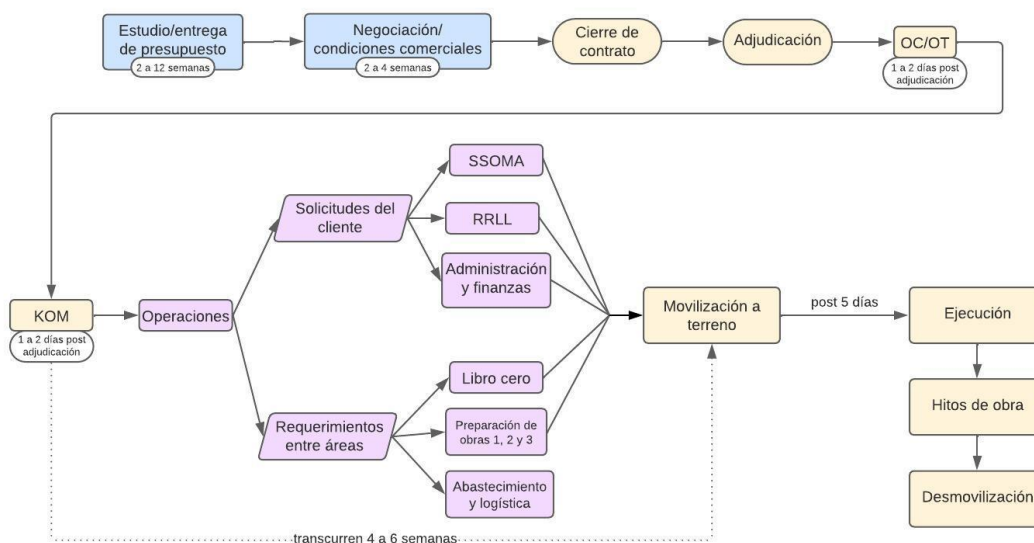 Estudio/entrega
de presupuesto
2 a 12 semanas
Negociación/
condiciones comerciales
2 a 4 semanas
Cierre de
contrato
Adjudicación
OC/OT
1 a 2 días post
adjudicación
SSOMA
Solicitudes del
cliente
RRLL
Administración
y finanzas
KOM
1 a 2 días post
adjudicación
Operaciones
Movilización a
terreno
post 5 días
Ejecución
Libro cero
Requerimientos
entre áreas
Preparación de
obras 1, 2 y 3
Abastecimiento
y logística
Hitos de obra
Desmovilización
transcurren 4 a 6 semanas